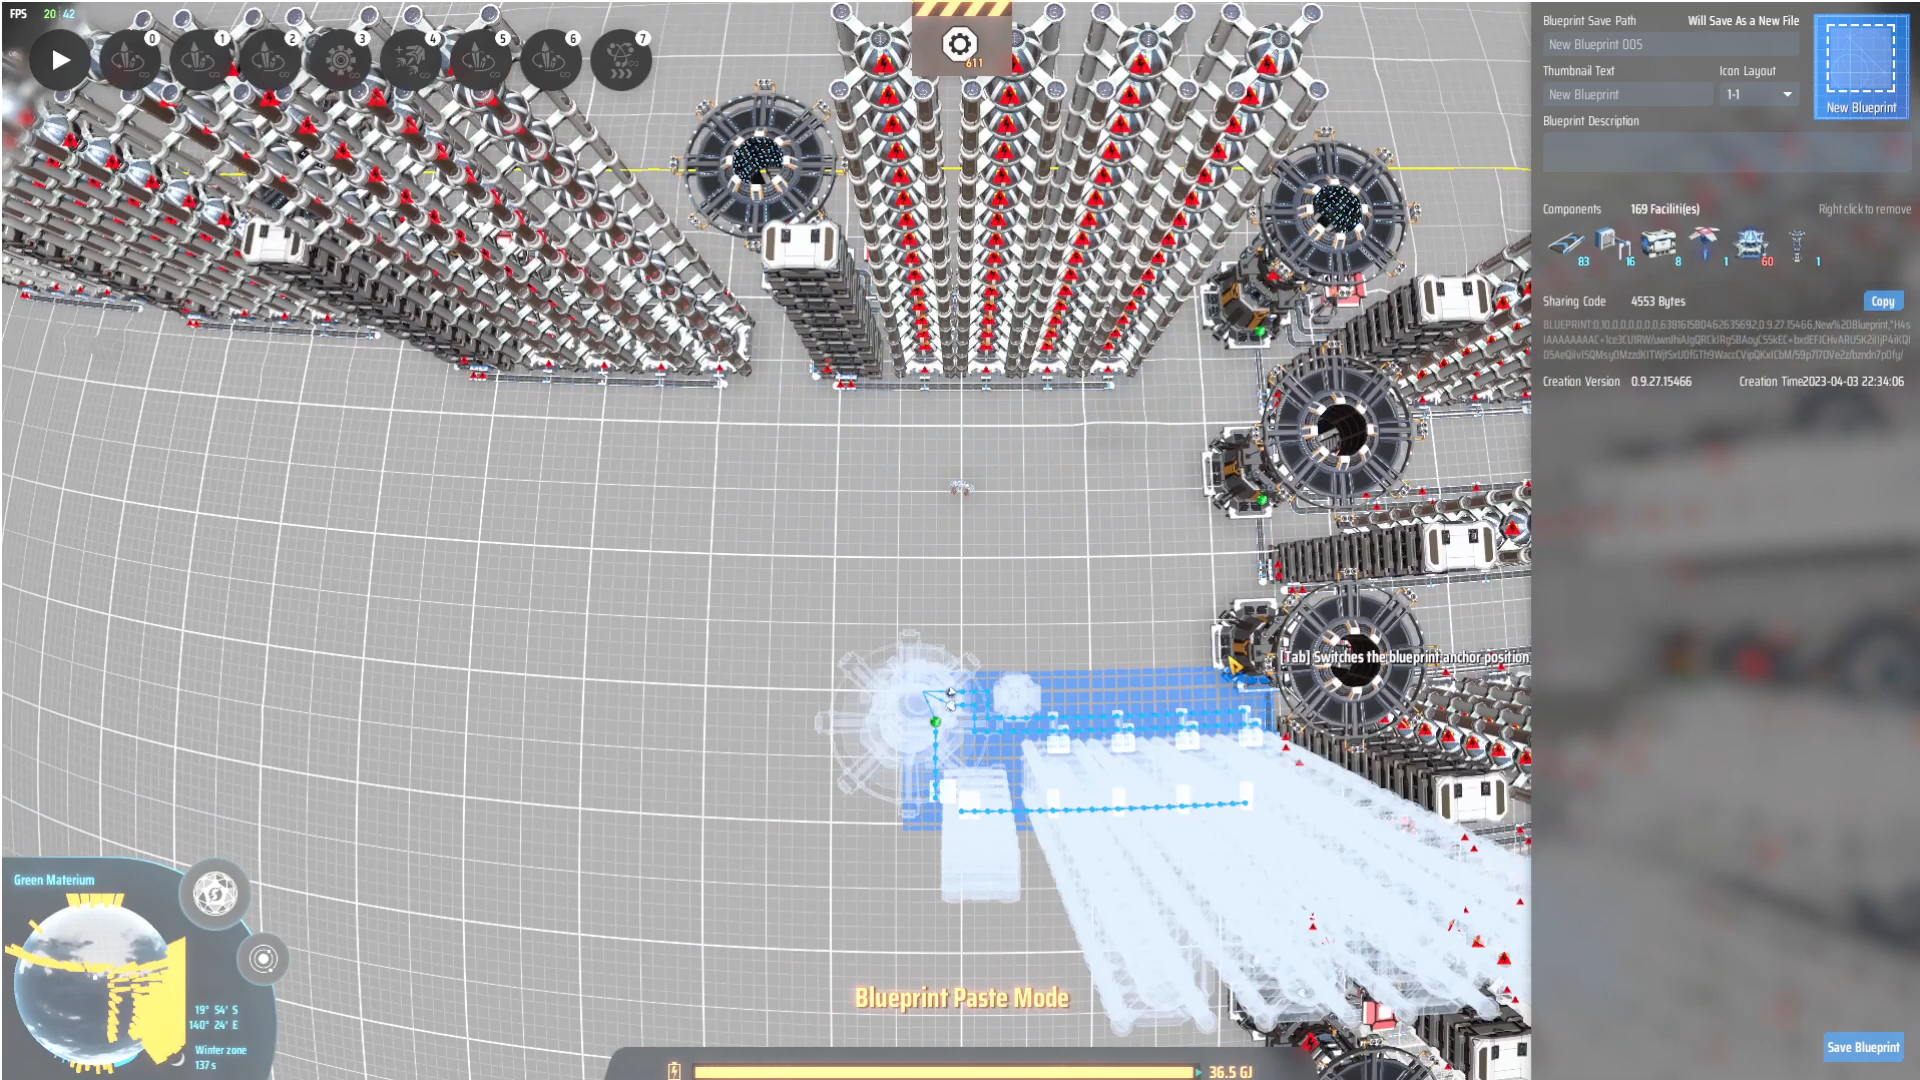 FPS 20 | 42
0 1 2 3 4 5 6 7
611
Blueprint Save Path Will Save As a New File
New Blueprint 005
Thumbnail Text Icon Layout
New Blueprint 1-1
New Blueprint
Blueprint Description
Components 169 Faciliti(es) Right click to remove
83 16 8 1 60 1
Sharing Code 4553 Bytes Copy
Creation Version 0.9.27.15466 Creation Time2023-04-03 22:34:06
[Tab] Switches the blueprint anchor position
Green Materium
19° 54' S
140° 24' E
Winter zone
137 s
Blueprint Paste Mode
36.5 GJ
Save Blueprint